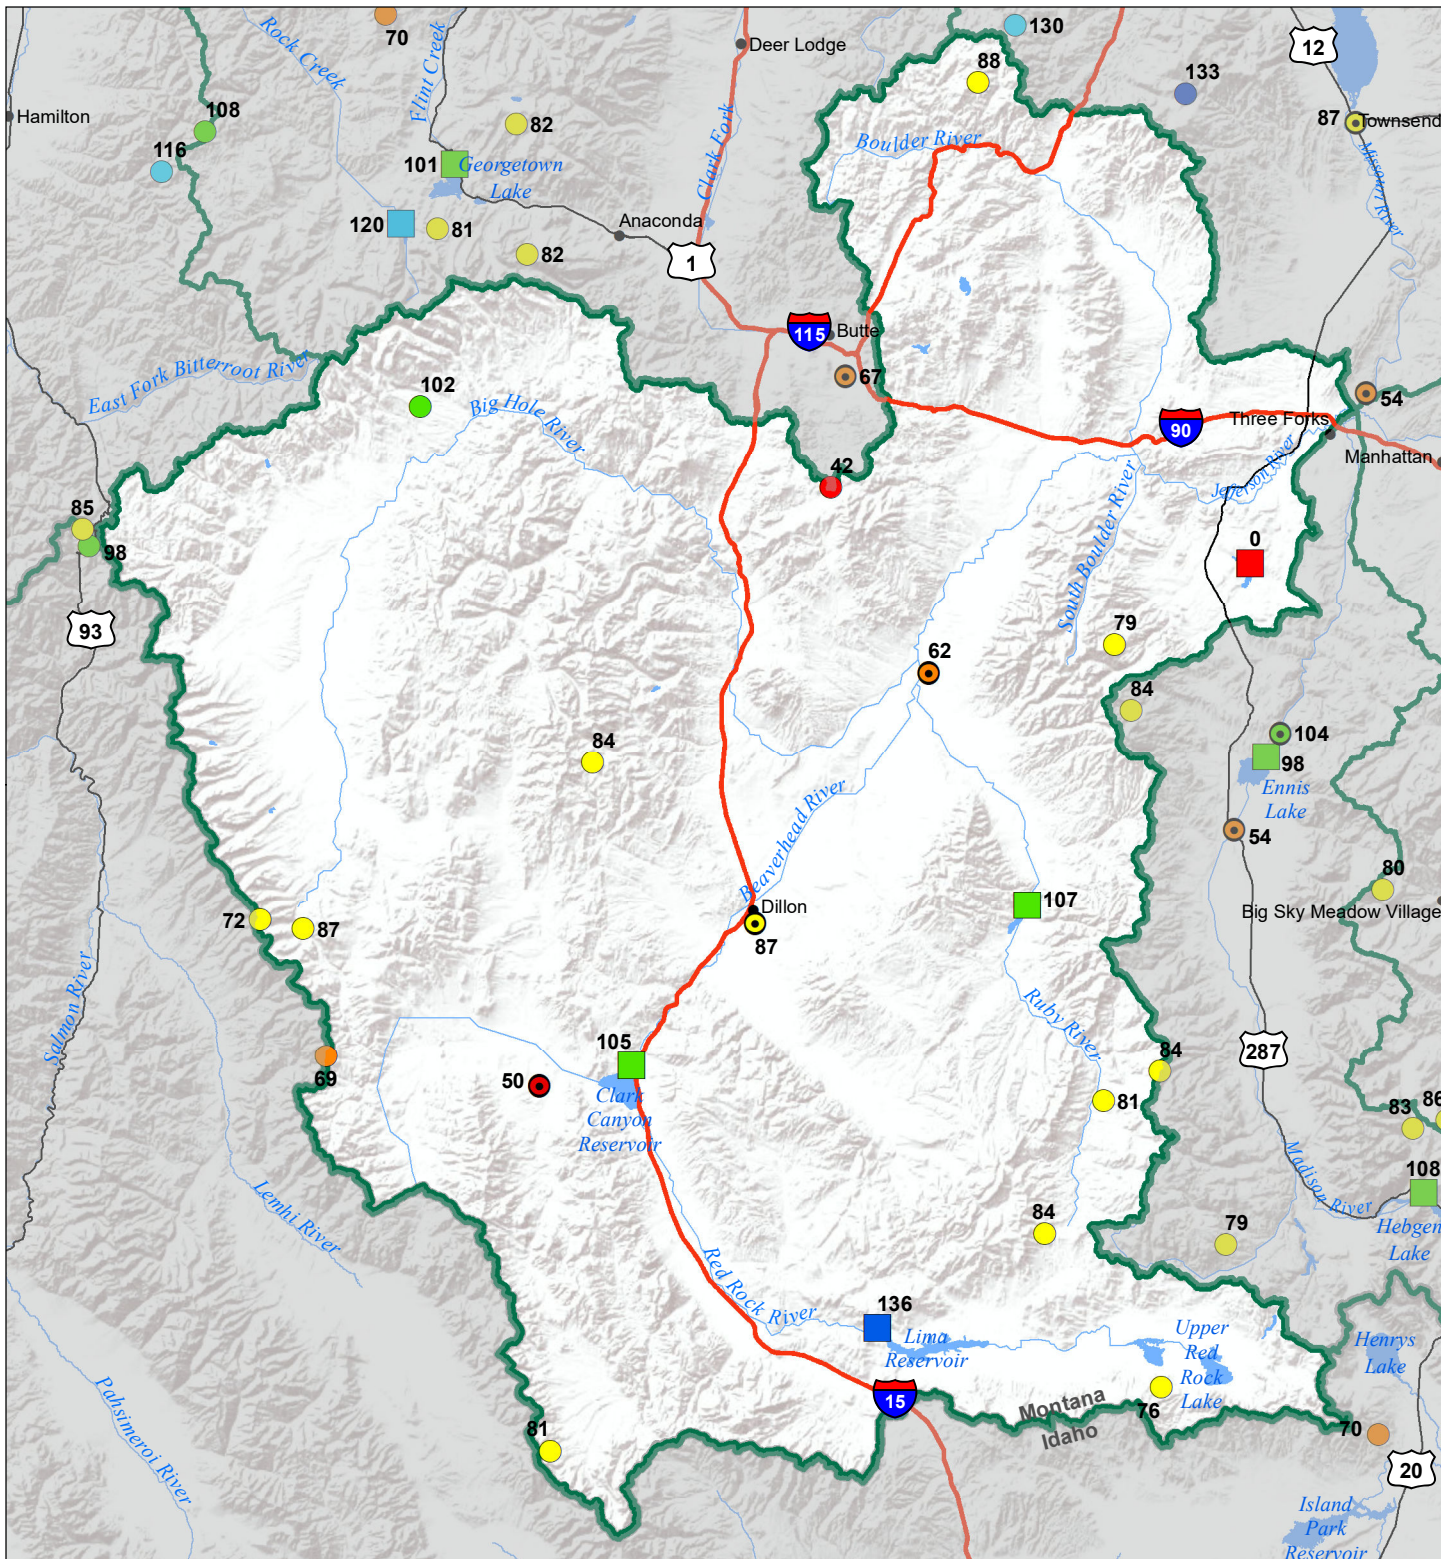 70
Rock Creek
Flint Creek
Deer Lodge
130
12
88
133
Hamilton
108
82
87
Townsend
116
101
Georgetown
Lake
Clark Fork
Boulder River
Missouri River
120
81
82
Anaconda
1
115
Butte
67
East Fork Bitterroot River
102
Big Hole River
54
90
Three Forks
Manhattan
42
Jefferson River
85
98
South Boulder River
0
93
79
62
84
104
98
Ennis
Lake
84
54
Beaverhead River
80
Dillon
87
107
Big Sky Meadow Village
72
87
Salmon River
Ruby River
105
287
84
69
50
Clark
Canyon
Reservoir
81
83
86
Madison River
108
Lemhi River
84
79
Hebgen
Lake
Red Rock River
136
Lima
Reservoir
Upper
Red
Rock
Lake
Henrys
Lake
Pahsimeroi River
15
Montana
Idaho
76
81
70
20
Island
Park
Reservoir